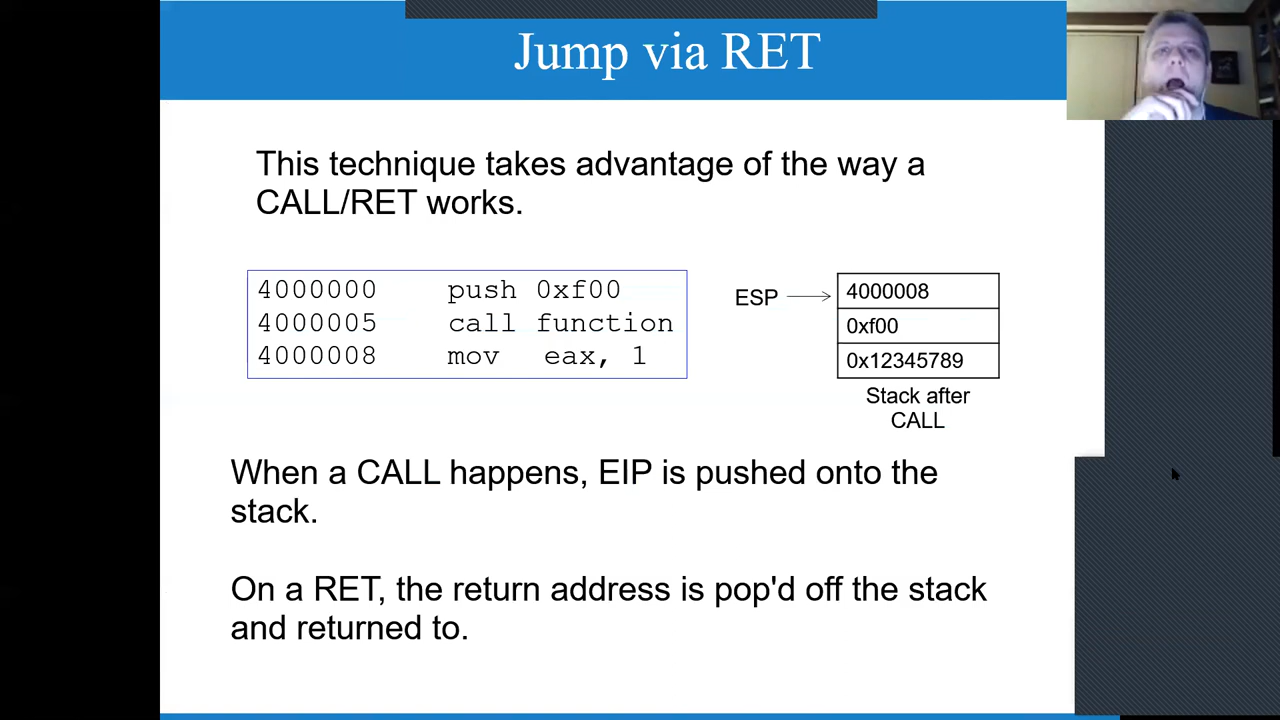 Jump via RET
This technique takes advantage of the way a
CALL/RET works.
4000000 push 0xf00
4000005 call function
4000008 mov eax, 1
ESP
4000008
0xf00
0x12345789
Stack after
CALL
When a CALL happens, EIP is pushed onto the
stack.
On a RET, the return address is pop'd off the stack
and returned to.